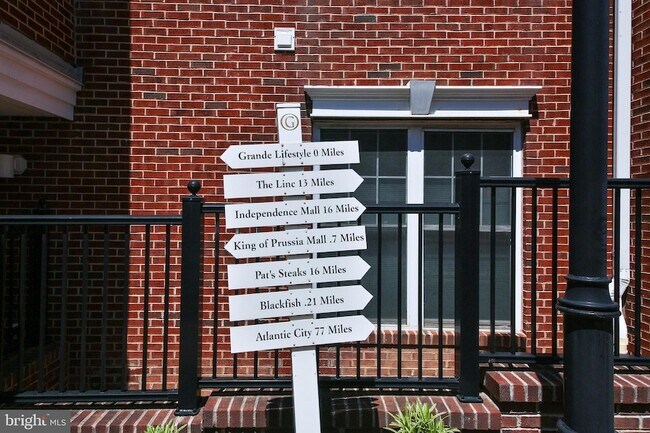 G
Grande Lifestyle 0 Miles
The Linc 13 Miles
Independence Mall 16 Miles
King of Prussia Mall .7 Miles
Pat's Steaks 16 Miles
Blackfish .21 Miles
Atlantic City 77 Miles
bright MLS